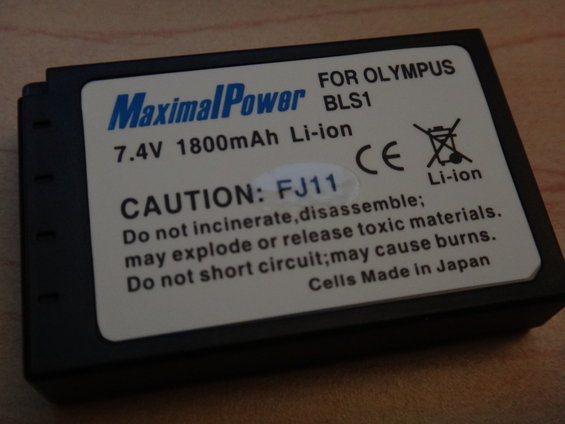 MaximalPower
FOR OLYMPUS
BLS1
7.4V 1800mAh Li-ion
Li-ion
CAUTION: FJ11
Do not incinerate,disassemble;
may explode or release toxic materials.
Do not short circuit;may cause burns.
Cells Made in Japan